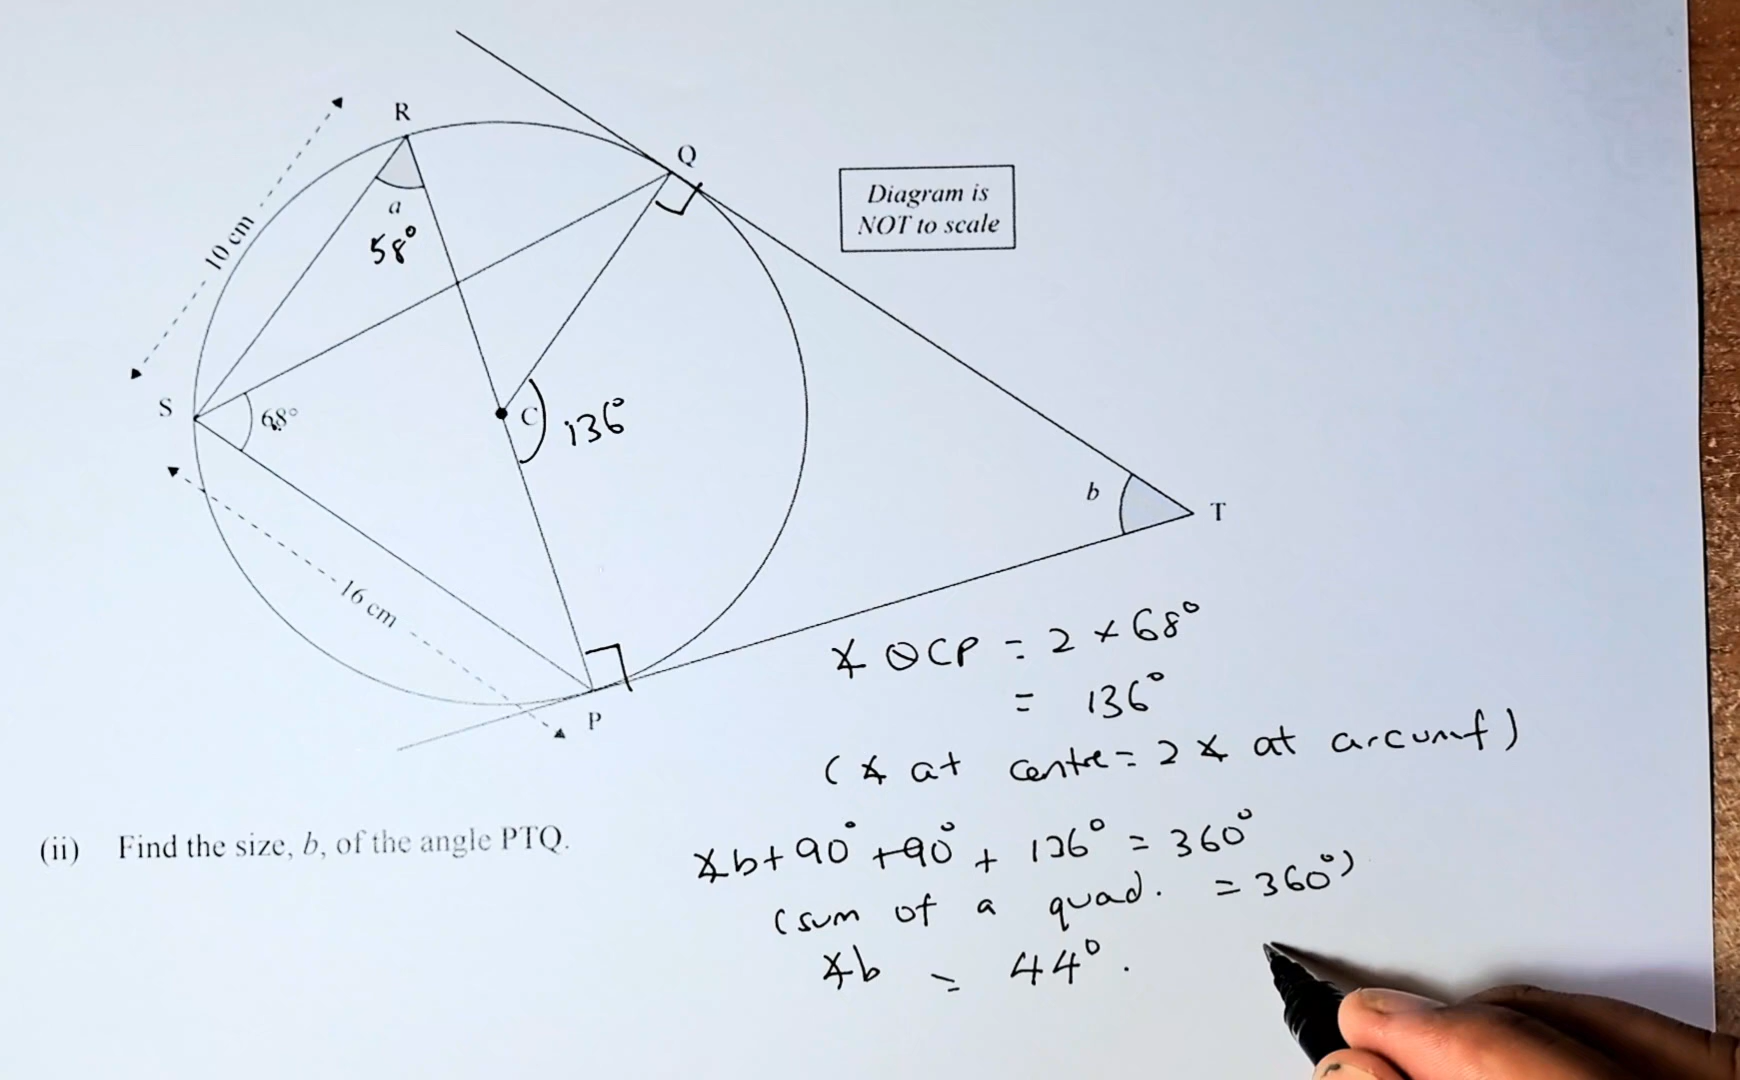 R
Q
Diagram is
NOT to scale
10 cm
a
58°
S
68°
C
136°
b
T
16 cm
P
∡ QCP = 2 × 68°
= 136°
(∡ at centre = 2 ∡ at arcumf)
(ii) Find the size, b, of the angle PTQ.
∡b + 90° + 90° + 136° = 360°
(sum of a quad. = 360°)
∡b = 44°.